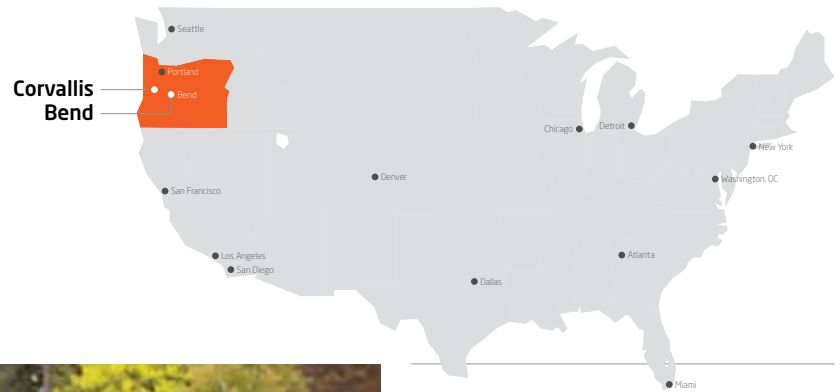 Seattle
Portland
Corvallis
Bend
Bend
Chicago
Detroit
New York
Denver
Washington, DC
San Francisco
Los Angeles
San Diego
Atlanta
Dallas
Miami